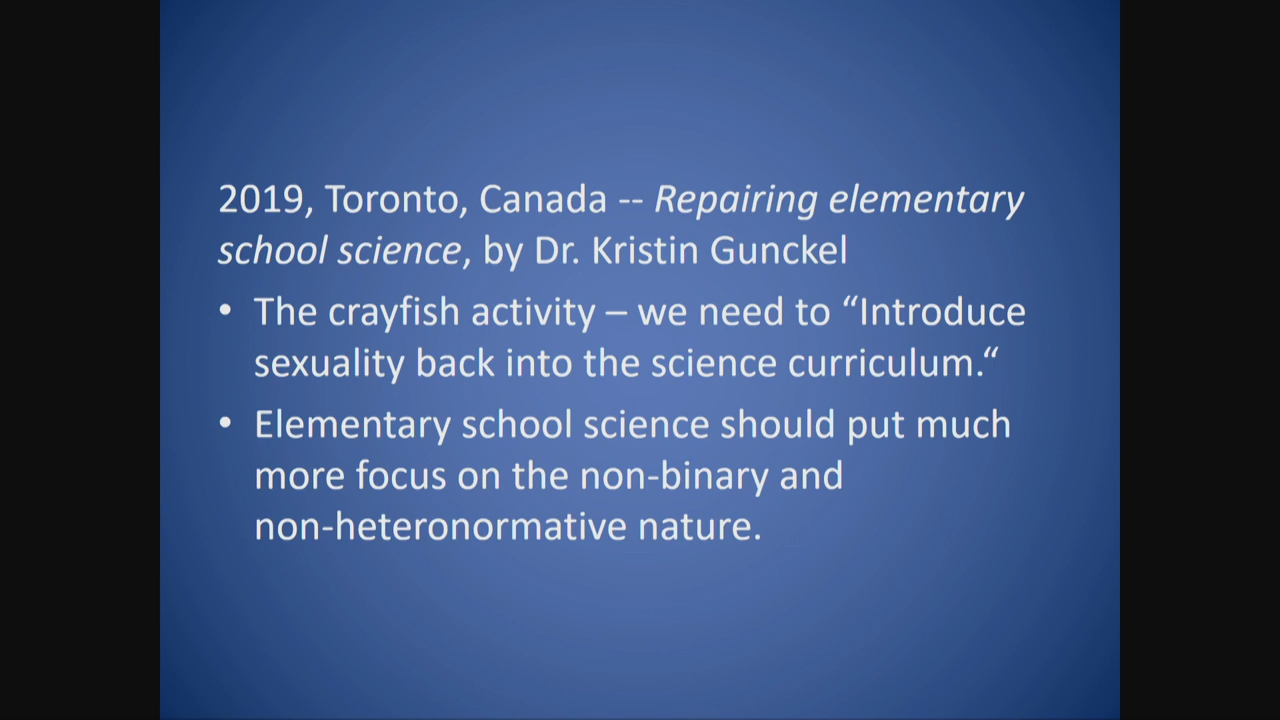 2019, Toronto, Canada -- Repairing elementary
school science, by Dr. Kristin Gunckel
• The crayfish activity – we need to “Introduce
sexuality back into the science curriculum.“
• Elementary school science should put much
more focus on the non-binary and
non-heteronormative nature.